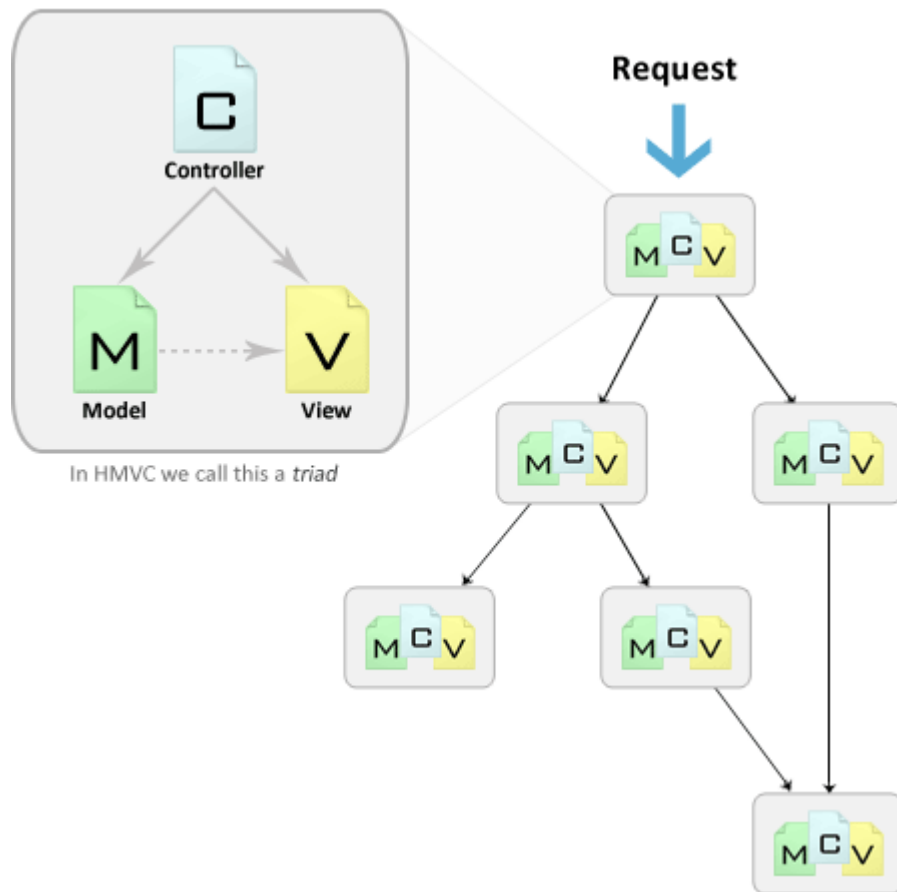 C
Controller
M
Model
V
View
In HMVC we call this a triad
Request
M C V
M C V
M C V
M C V
M C V
M C V